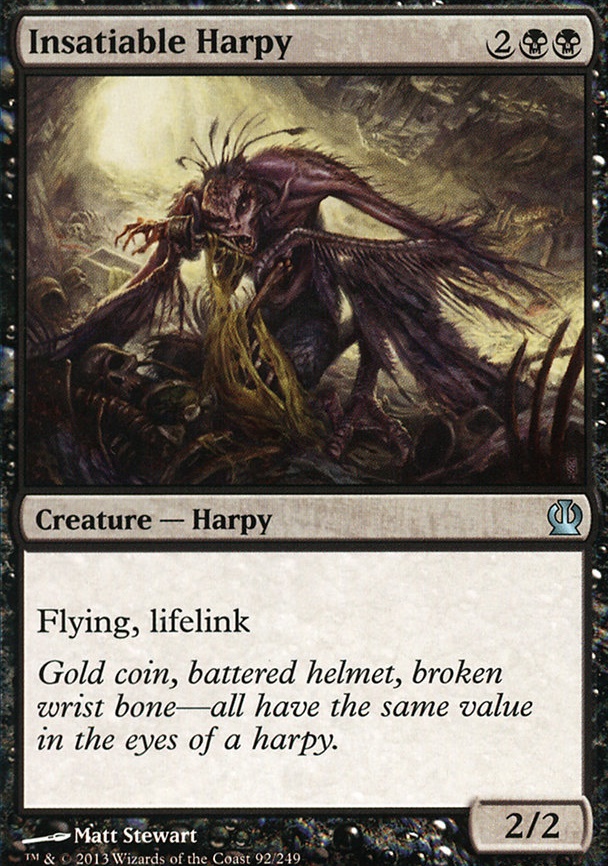 Insatiable Harpy 2
Creature — Harpy
Flying, lifelink
Gold coin, battered helmet, broken
wrist bone—all have the same value
in the eyes of a harpy.
2/2
Matt Stewart
™ & © 2013 Wizards of the Coast 92/249